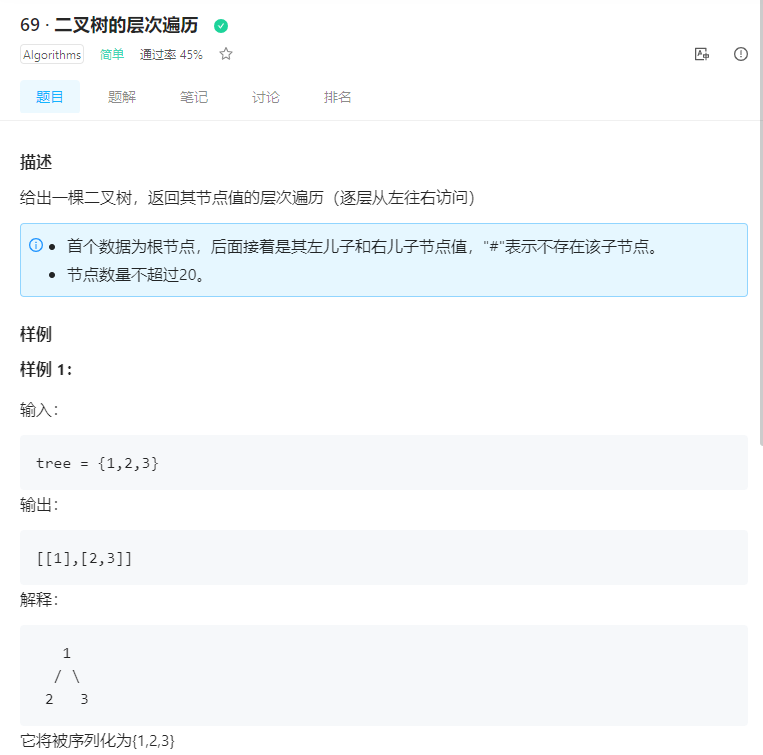 69 · 二叉树的层次遍历
Algorithms 简单 通过率 45%
题目 题解 笔记 讨论 排名
描述
给出一棵二叉树，返回其节点值的层次遍历（逐层从左往右访问）
首个数据为根节点，后面接着是其左儿子和右儿子节点值，"#"表示不存在该子节点。
节点数量不超过20。
样例
样例 1：
输入：
tree = {1,2,3}
输出：
[[1],[2,3]]
解释：
1
/ \
2 3
它将被序列化为{1,2,3}